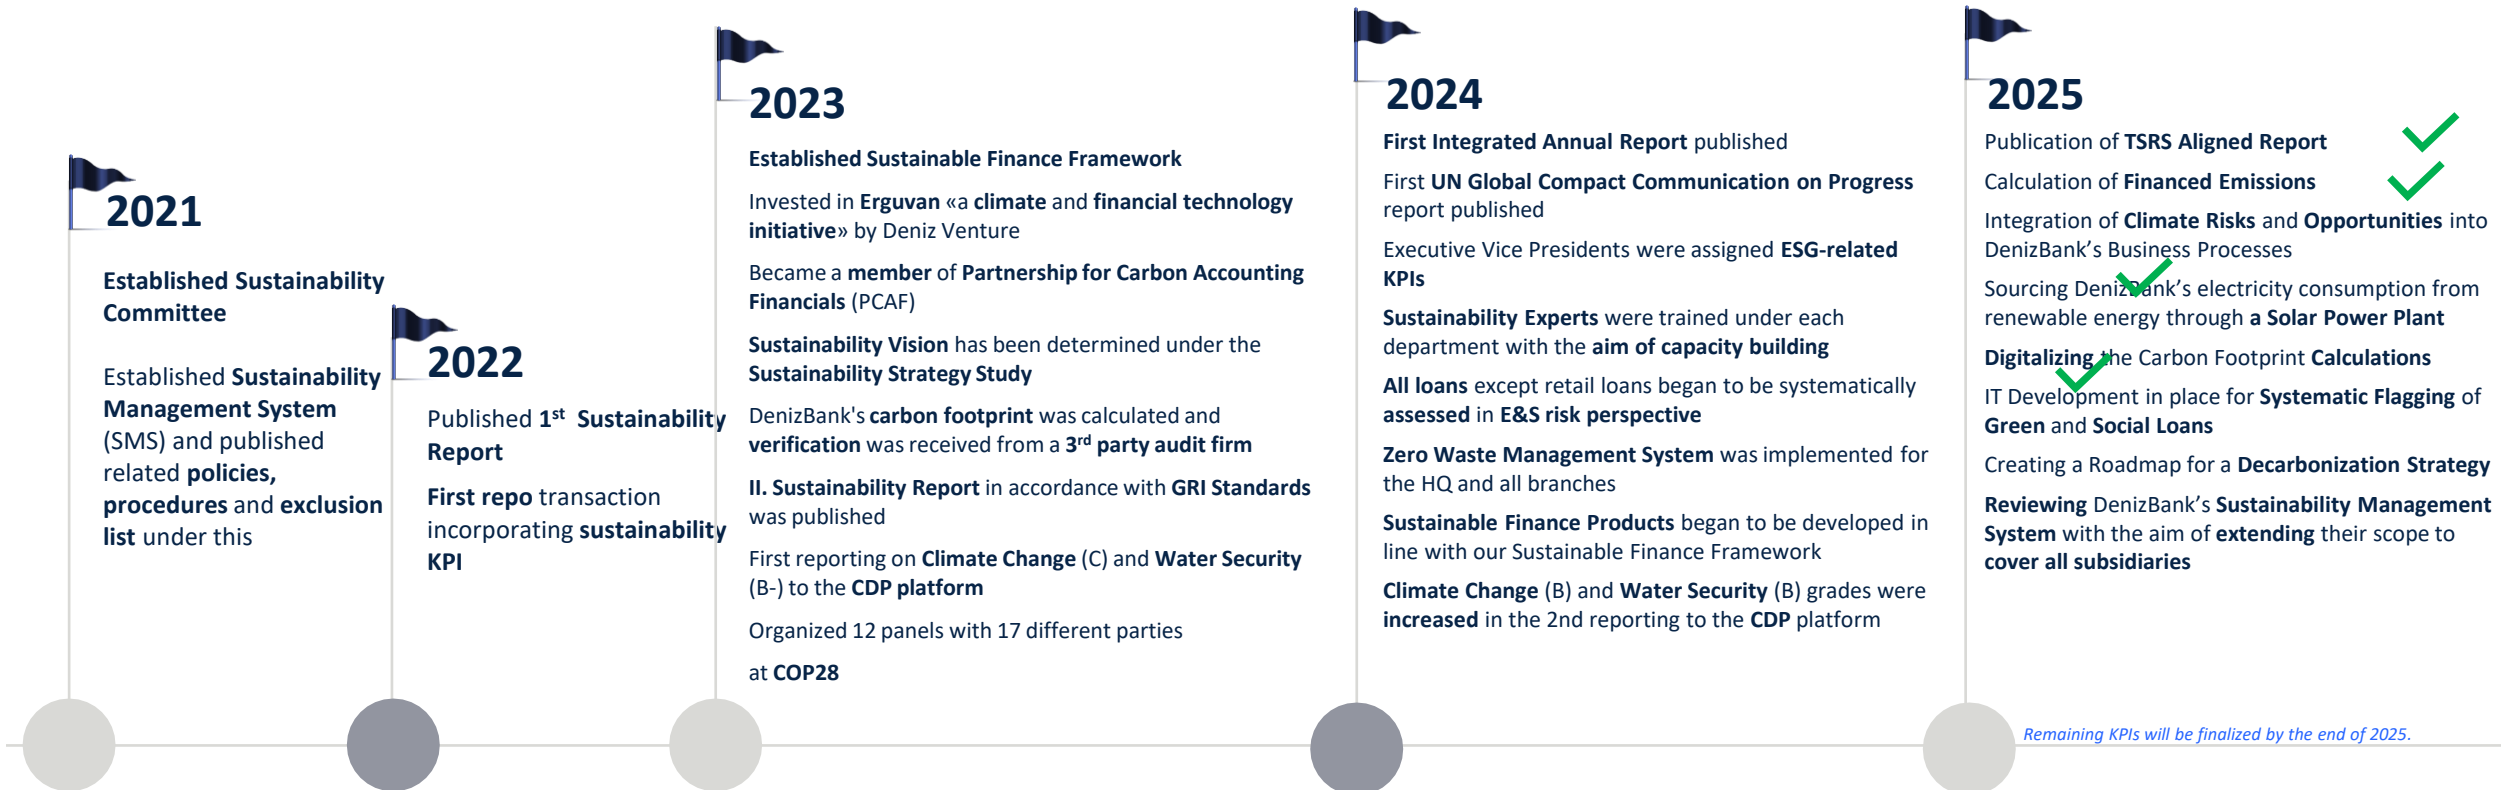 2021
Established Sustainability
Committee
Established Sustainability
Management System
(SMS) and published
related policies,
procedures and exclusion
list under this
2022
Published 1st Sustainability
Report
First repo transaction
incorporating sustainability
KPI
2023
Established Sustainable Finance Framework
Invested in Erguvan «a climate and financial technology
initiative» by Deniz Venture
Became a member of Partnership for Carbon Accounting
Financials (PCAF)
Sustainability Vision has been determined under the
Sustainability Strategy Study
DenizBank's carbon footprint was calculated and
verification was received from a 3rd party audit firm
II. Sustainability Report in accordance with GRI Standards
was published
First reporting on Climate Change (C) and Water Security
(B-) to the CDP platform
Organized 12 panels with 17 different parties
at COP28
2024
First Integrated Annual Report published
First UN Global Compact Communication on Progress
report published
Executive Vice Presidents were assigned ESG-related
KPIs
Sustainability Experts were trained under each
department with the aim of capacity building
All loans except retail loans began to be systematically
assessed in E&S risk perspective
Zero Waste Management System was implemented for
the HQ and all branches
Sustainable Finance Products began to be developed in
line with our Sustainable Finance Framework
Climate Change (B) and Water Security (B) grades were
increased in the 2nd reporting to the CDP platform
2025
Publication of TSRS Aligned Report
Calculation of Financed Emissions
Integration of Climate Risks and Opportunities into
DenizBank’s Business Processes
Sourcing DenizBank’s electricity consumption from
renewable energy through a Solar Power Plant
Digitalizing the Carbon Footprint Calculations
IT Development in place for Systematic Flagging of
Green and Social Loans
Creating a Roadmap for a Decarbonization Strategy
Reviewing DenizBank’s Sustainability Management
System with the aim of extending their scope to
cover all subsidiaries
Remaining KPIs will be finalized by the end of 2025.